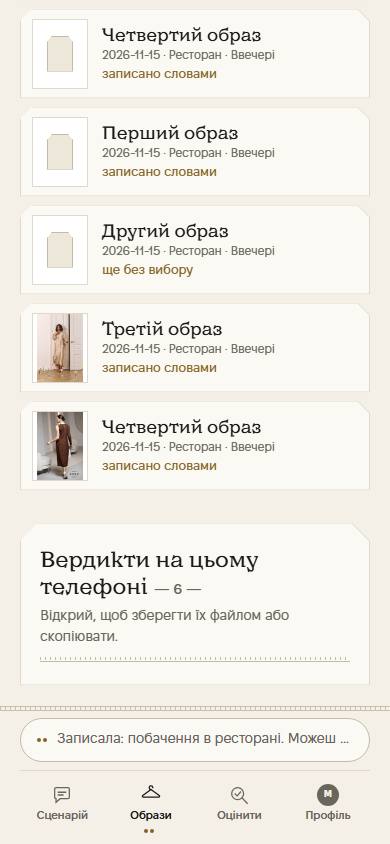 Четвертий образ
2026-11-15 · Ресторан · Ввечері
записано словами
Перший образ
2026-11-15 · Ресторан · Ввечері
записано словами
Другий образ
2026-11-15 · Ресторан · Ввечері
ще без вибору
Третій образ
2026-11-15 · Ресторан · Ввечері
записано словами
Четвертий образ
2026-11-15 · Ресторан · Ввечері
записано словами
Вердикти на цьому
телефоні — 6 —
Відкрий, щоб зберегти їх файлом або
скопіювати.
Записала: побачення в ресторані. Можеш ...
Сценарій
Образи
Оцінити
М
Профіль